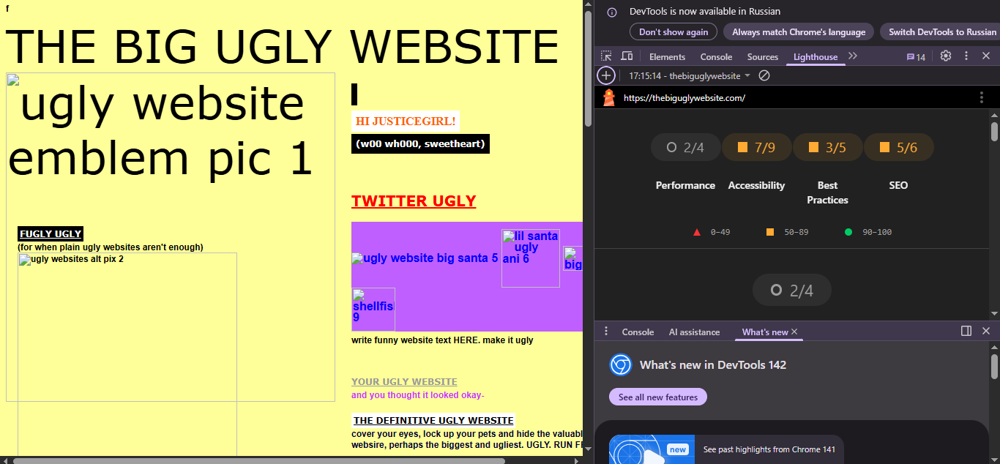 f
THE BIG UGLY WEBSITE
ugly website
emblem pic 1
HI JUSTICEGIRL!
(w00 wh000, sweetheart)
TWITTER UGLY
FUGLY UGLY
(for when plain ugly websites aren't enough)
ugly websites alt pix 2
ugly website big santa 5
lil santa
ugly
ani 6
big
shellfis
9
write funny website text HERE. make it ugly
YOUR UGLY WEBSITE
and you thought it looked okay-
THE DEFINITIVE UGLY WEBSITE
cover your eyes, lock up your pets and hide the valuabl
websire, perhaps the biggest and ugliest. UGLY. RUN F
DevTools is now available in Russian
Don't show again
Always match Chrome's language
Switch DevTools to Russian
Elements
Console
Sources
Lighthouse
14
17:15:14 - thebiguglywebsite
https://thebiguglywebsite.com/
2/4
7/9
3/5
5/6
Performance
Accessibility
Best
Practices
SEO
0–49
50–89
90–100
2/4
Console
AI assistance
What's new
What's new in DevTools 142
See all new features
new
See past highlights from Chrome 141